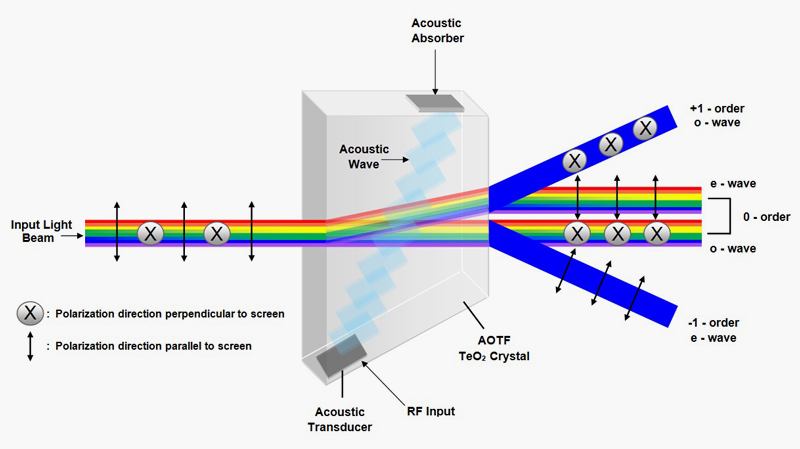 Acoustic
Absorber
+1 - order
o - wave
Acoustic
Wave
X
X
X
e - wave
Input Light
Beam
X
X
X
X
X
0 - order
o - wave
X
: Polarization direction perpendicular to screen
: Polarization direction parallel to screen
-1 - order
e - wave
AOTF
TeO₂ Crystal
RF Input
Acoustic
Transducer